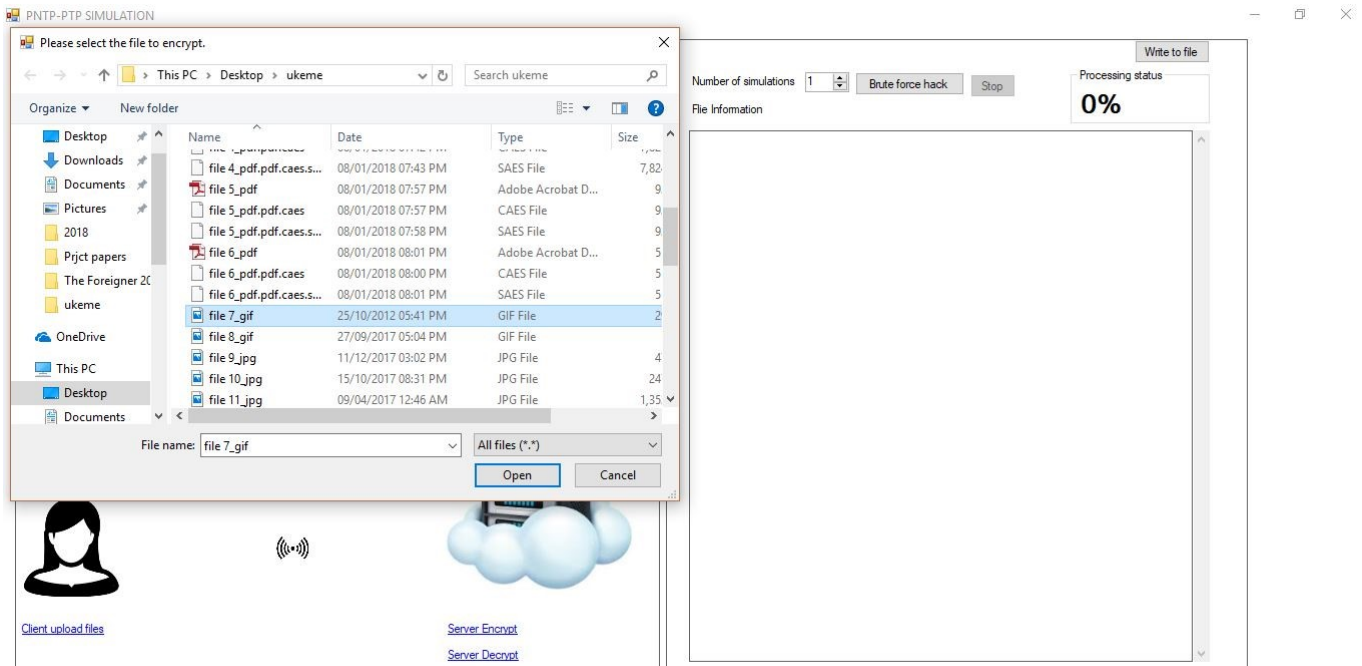 PNTP-PTP SIMULATION
Please select the file to encrypt.
This PC > Desktop > ukeme
Search ukeme
Organize
New folder
Desktop
Downloads
Documents
Pictures
2018
Prjct papers
The Foreigner 20
ukeme
OneDrive
This PC
Desktop
Documents
Name Date Type Size
file 4_pdf.pdf.caes.s... 08/01/2018 07:43 PM SAES File 7,82
file 5_pdf 08/01/2018 07:57 PM Adobe Acrobat D... 9
file 5_pdf.pdf.caes 08/01/2018 07:57 PM CAES File 9
file 5_pdf.pdf.caes.s... 08/01/2018 07:58 PM SAES File 9
file 6_pdf 08/01/2018 08:01 PM Adobe Acrobat D... 5
file 6_pdf.pdf.caes 08/01/2018 08:00 PM CAES File 5
file 6_pdf.pdf.caes.s... 08/01/2018 08:01 PM SAES File 5
file 7_gif 25/10/2012 05:41 PM GIF File 2
file 8_gif 27/09/2017 05:04 PM GIF File
file 9_jpg 11/12/2017 03:02 PM JPG File 4
file 10_jpg 15/10/2017 08:31 PM JPG File 24
file 11_jpg 09/04/2017 12:46 AM JPG File 1,35
File name: file 7_gif All files (*.*)
Open Cancel
Write to file
Number of simulations 1 Brute force hack Stop
Processing status
0%
Flie Information
Client upload files
Server Encrypt
Server Decrypt